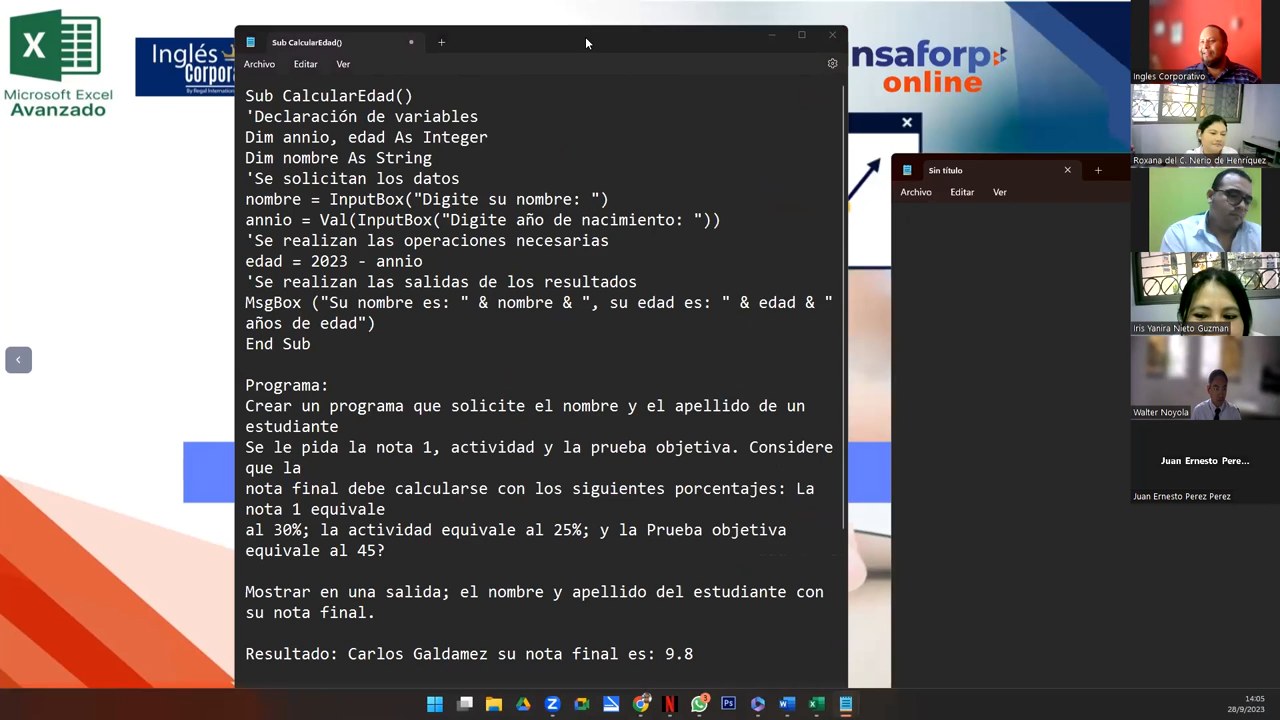 Microsoft Excel
Avanzado
Inglés
By Regal Internation
nsaforp
online
Sub CalcularEdad()
Archivo Editar Ver
Sub CalcularEdad()
'Declaración de variables
Dim annio, edad As Integer
Dim nombre As String
'Se solicitan los datos
nombre = InputBox("Digite su nombre: ")
annio = Val(InputBox("Digite año de nacimiento: "))
'Se realizan las operaciones necesarias
edad = 2023 - annio
'Se realizan las salidas de los resultados
MsgBox ("Su nombre es: " & nombre & ", su edad es: " & edad & "
años de edad")
End Sub
Programa:
Crear un programa que solicite el nombre y el apellido de un
estudiante
Se le pida la nota 1, actividad y la prueba objetiva. Considere
que la
nota final debe calcularse con los siguientes porcentajes: La
nota 1 equivale
al 30%; la actividad equivale al 25%; y la Prueba objetiva
equivale al 45?
Mostrar en una salida; el nombre y apellido del estudiante con
su nota final.
Resultado: Carlos Galdamez su nota final es: 9.8
Sin título
Archivo Editar Ver
Ingles Corporativo
Roxana del C. Nerio de Henríquez
Iris Yanira Nieto Guzman
Walter Noyola
Juan Ernesto Pere...
Juan Ernesto Perez Perez
3
14:05
28/9/2023